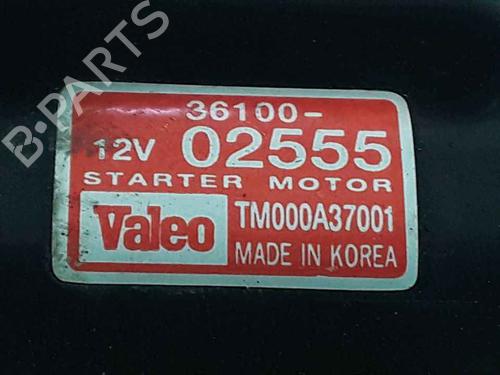 36100-
12V 02555
STARTER MOTOR
Valeo TM000A37001
MADE IN KOREA
B-PARTS